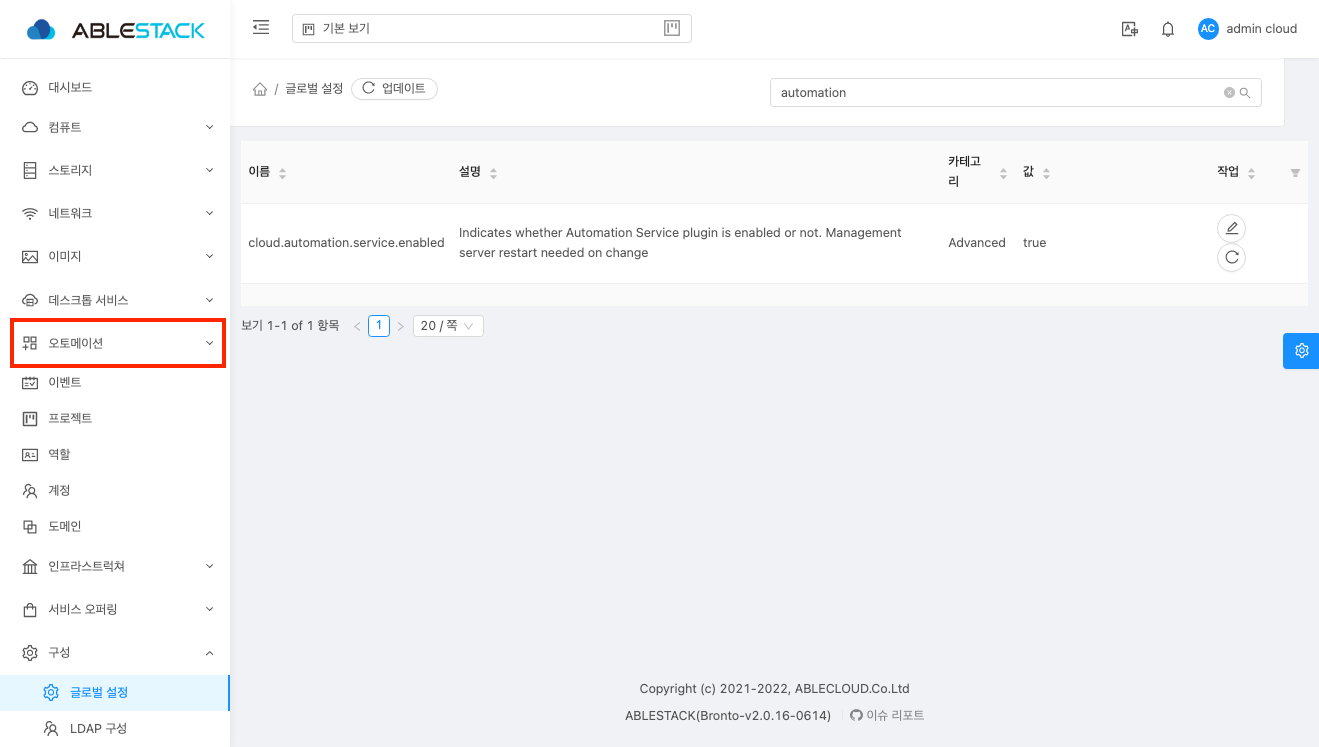 ABLESTACK
기본 보기
AC
admin cloud
대시보드
컴퓨트
스토리지
네트워크
이미지
데스크톱 서비스
오토메이션
이벤트
프로젝트
역할
계정
도메인
인프라스트럭쳐
서비스 오퍼링
구성
글로벌 설정
LDAP 구성
/ 글로벌 설정
업데이트
automation
이름
설명
카테고
리
값
작업
cloud.automation.service.enabled
Indicates whether Automation Service plugin is enabled or not. Management
server restart needed on change
Advanced
true
보기 1-1 of 1 항목
1
20 / 쪽
Copyright (c) 2021-2022, ABLECLOUD.Co.Ltd
ABLESTACK(Bronto-v2.0.16-0614)
이슈 리포트